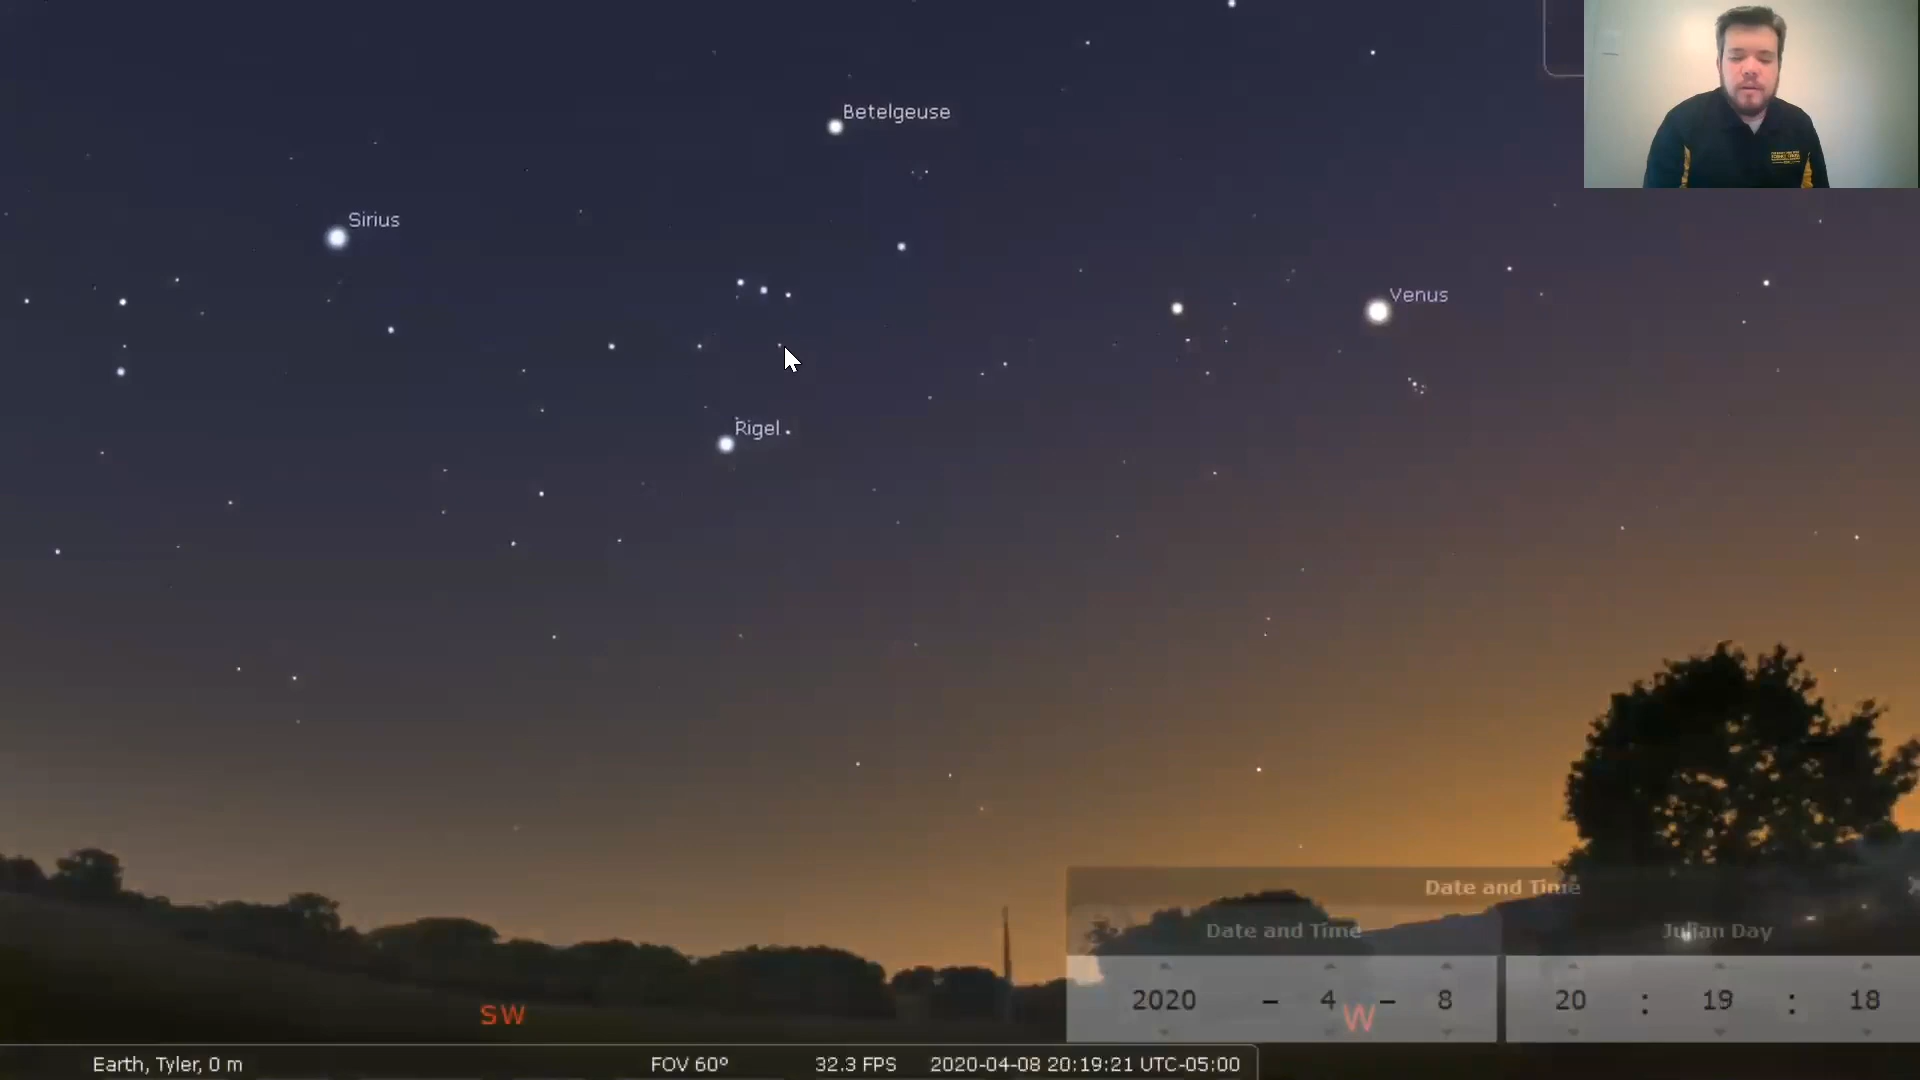 Betelgeuse
Sirius
Venus
Rigel
Date and Time
Date and Time
Julian Day
2020 - 4 - 8
20 : 19 : 18
SW
W
Earth, Tyler, 0 m
FOV 60°
32.3 FPS
2020-04-08 20:19:21 UTC-05:00